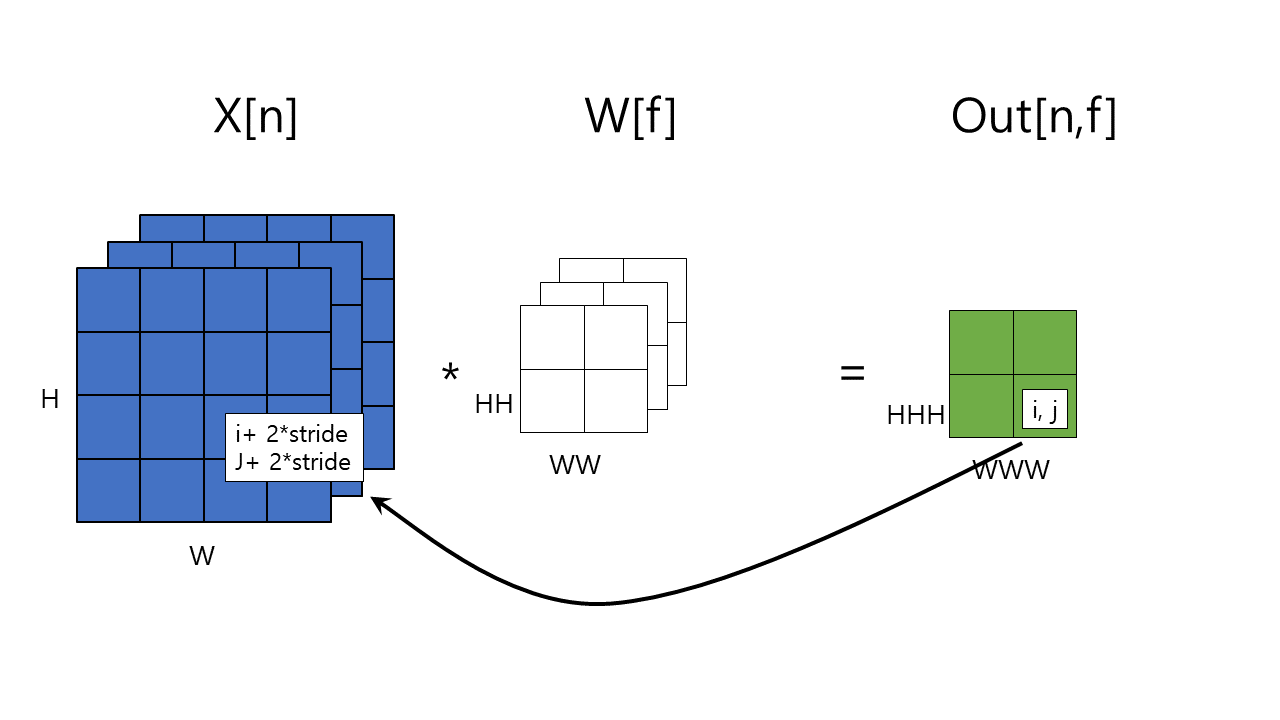 X[n]
W[f]
Out[n,f]
*
=
H
HH
HHH
i+ 2*stride
J+ 2*stride
i, j
W
WW
WWW